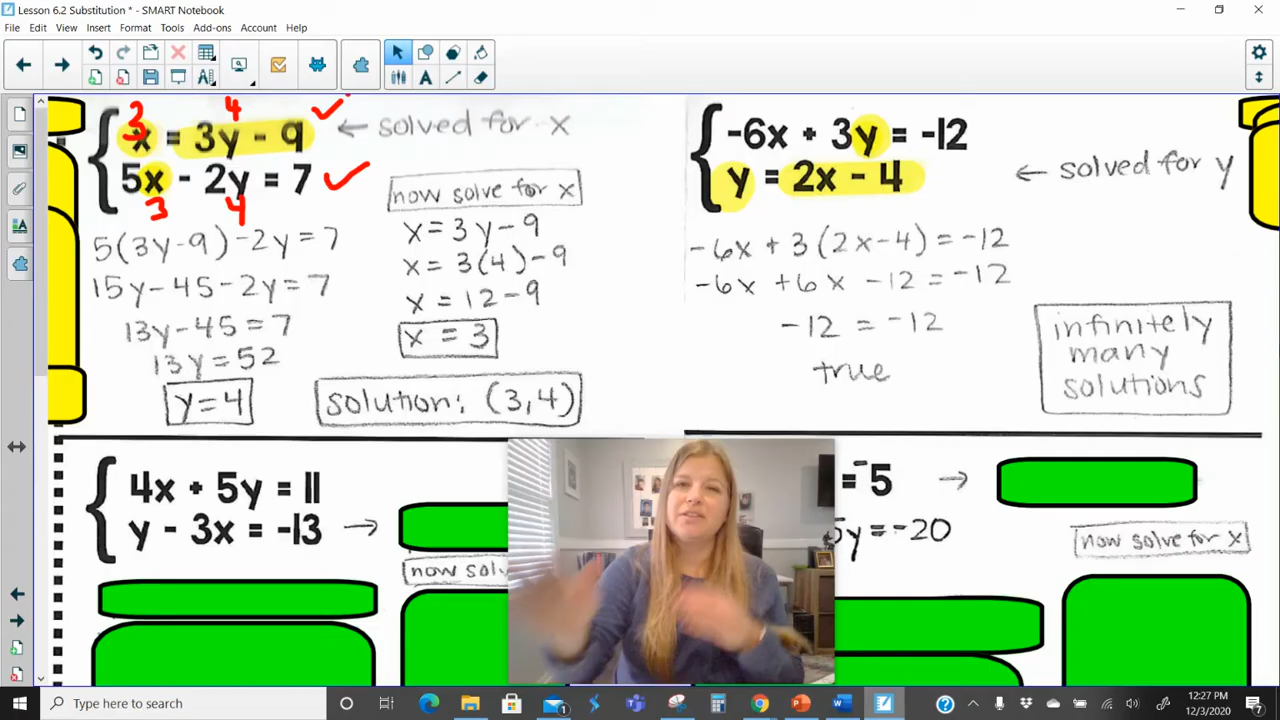 Lesson 6.2 Substitution * - SMART Notebook
File Edit View Insert Format Tools Add-ons Account Help
3 4
x = 3y - 9 ← solved for x
5x - 2y = 7
3 4
5(3y-9)-2y=7
15y-45-2y=7
13y-45=7
13y=52
y=4
now solve for x
x=3y-9
x=3(4)-9
x=12-9
x=3
solution: (3,4)
-6x + 3y = -12
y = 2x - 4 ← solved for y
-6x+3(2x-4)=-12
-6x+6x-12=-12
-12=-12
true
infinitely
many
solutions
4x + 5y = 11
y - 3x = -13 →
= -5 →
5y=-20
now solve for x
Type here to search
12:27 PM
12/3/2020